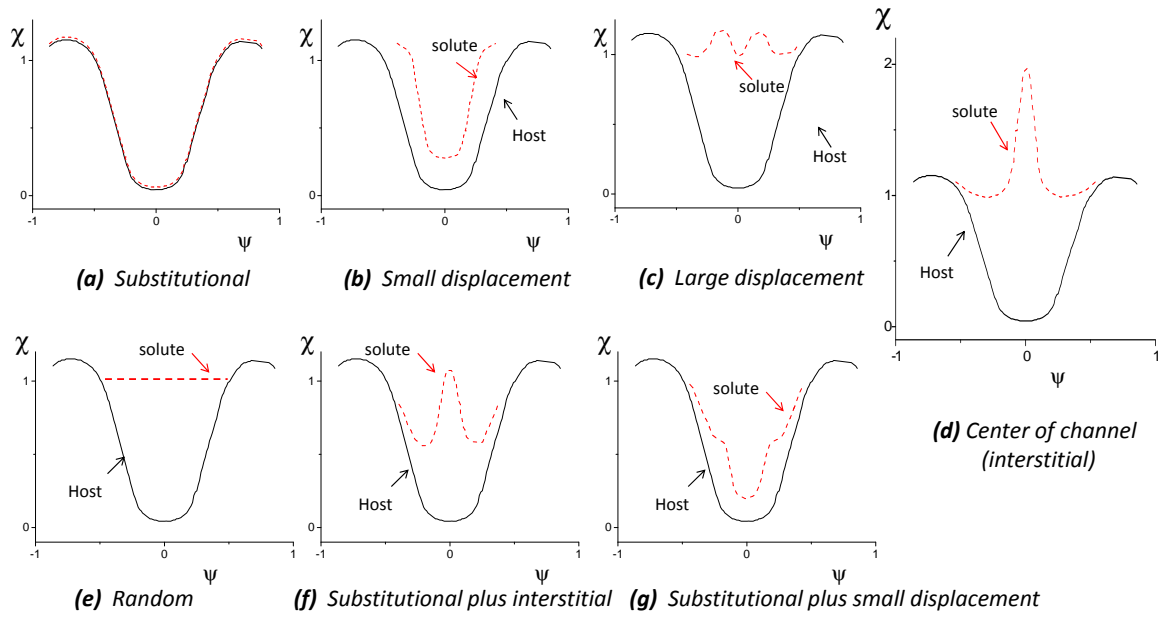 χ
1
0
-1
0
1
ψ
(a) Substitutional
χ
1
0
-1
0
1
ψ
solute
Host
(b) Small displacement
χ
1
0
-1
0
1
ψ
solute
Host
(c) Large displacement
χ
2
1
0
-1
0
1
ψ
solute
Host
(d) Center of channel
(interstitial)
χ
1
0
-1
0
1
ψ
solute
Host
(e) Random
χ
1
0
-1
0
1
ψ
solute
Host
(f) Substitutional plus interstitial
χ
1
0
-1
0
1
ψ
solute
Host
(g) Substitutional plus small displacement